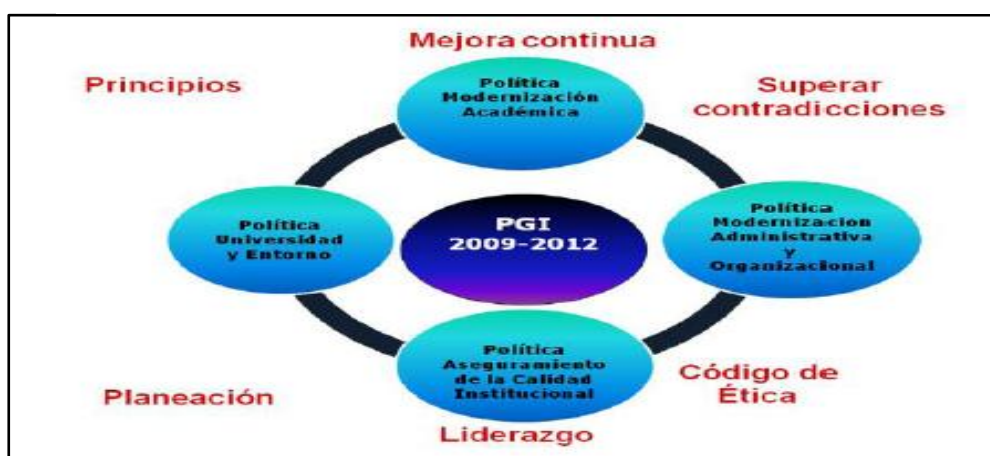 Mejora continua
Principios
Política
Modernización
Académica
Superar
contradicciones
Política
Universidad
y Entorno
PGI
2009-2012
Política
Modernizacion
Administrativa
y
Organizacional
Política
Aseguramiento
de la Calidad
Institucional
Planeación
Código de
Ética
Liderazgo